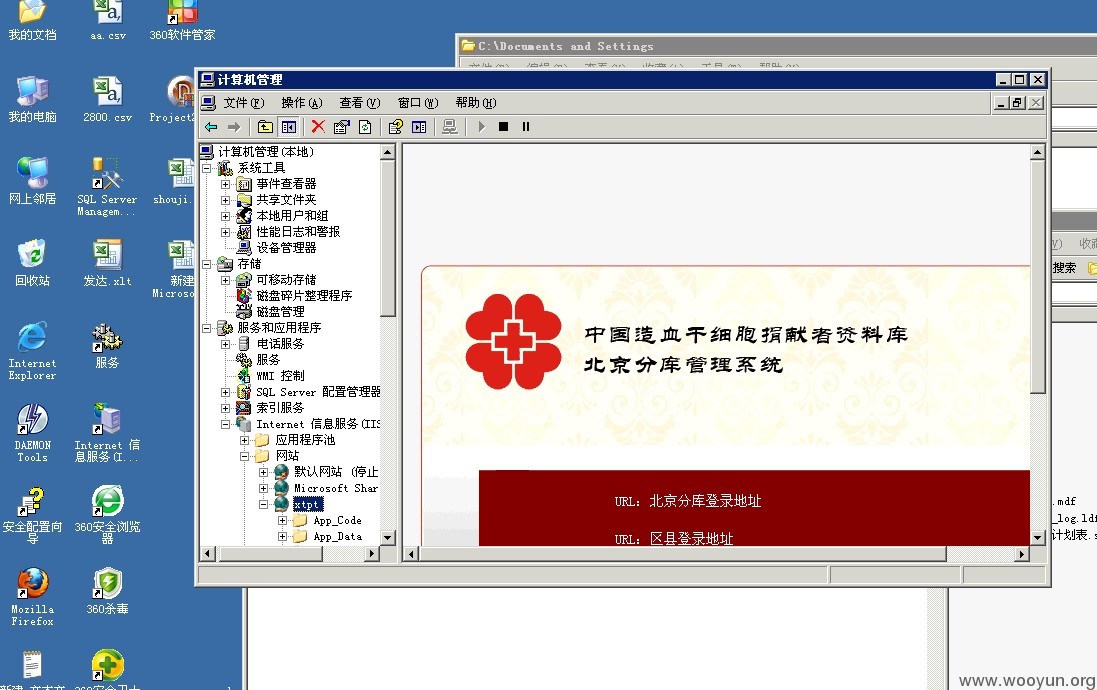 我的文档
aa.csv
360软件管家
我的电脑
2800.csv
网上邻居
SQL Server
Managem...
shouji.
回收站
发达.xlt
新建
Microso
Internet
Explorer
服务
DAEMON
Tools
Internet 信
息服务(I...
安全配置向
导
360安全浏览
器
Mozilla
Firefox
360杀毒
C:\Documents and Settings
计算机管理
文件(F) 操作(A) 查看(V) 窗口(W) 帮助(H)
计算机管理(本地)
系统工具
事件查看器
共享文件夹
本地用户和组
性能日志和警报
设备管理器
存储
可移动存储
磁盘碎片整理程序
磁盘管理
服务和应用程序
电话服务
服务
WMI 控制
SQL Server 配置管理器
索引服务
Internet 信息服务(IIS
应用程序池
网站
默认网站 (停止
Microsoft Shar
xtpt
App_Code
App_Data
中国造血干细胞捐献者资料库
北京分库管理系统
URL: 北京分库登录地址
URL: 区县登录地址
搜索
.mdf
_log.ldf
计划表.s
www.wooyun.org